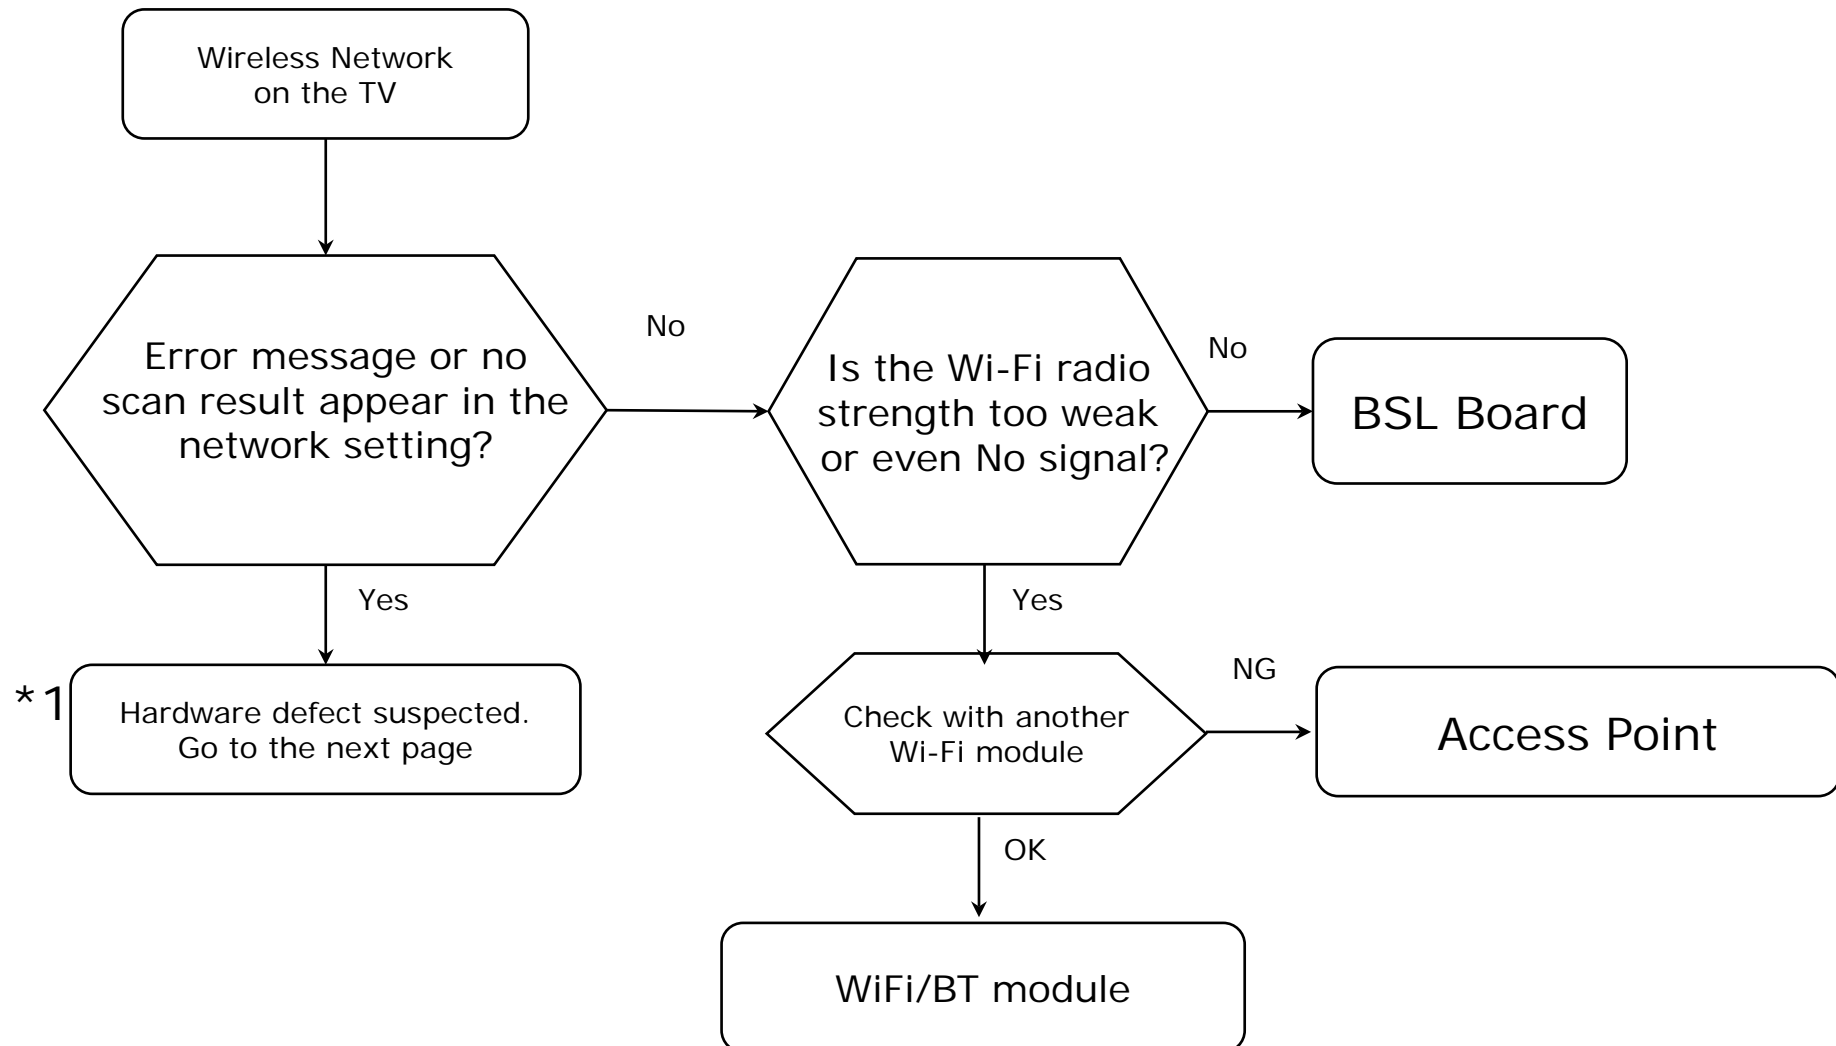 Wireless Network
on the TV
Error message or no
scan result appear in the
network setting?
No
Is the Wi-Fi radio
strength too weak
or even No signal?
No
BSL Board
Yes
Yes
*1
Hardware defect suspected.
Go to the next page
Check with another
Wi-Fi module
NG
Access Point
OK
WiFi/BT module